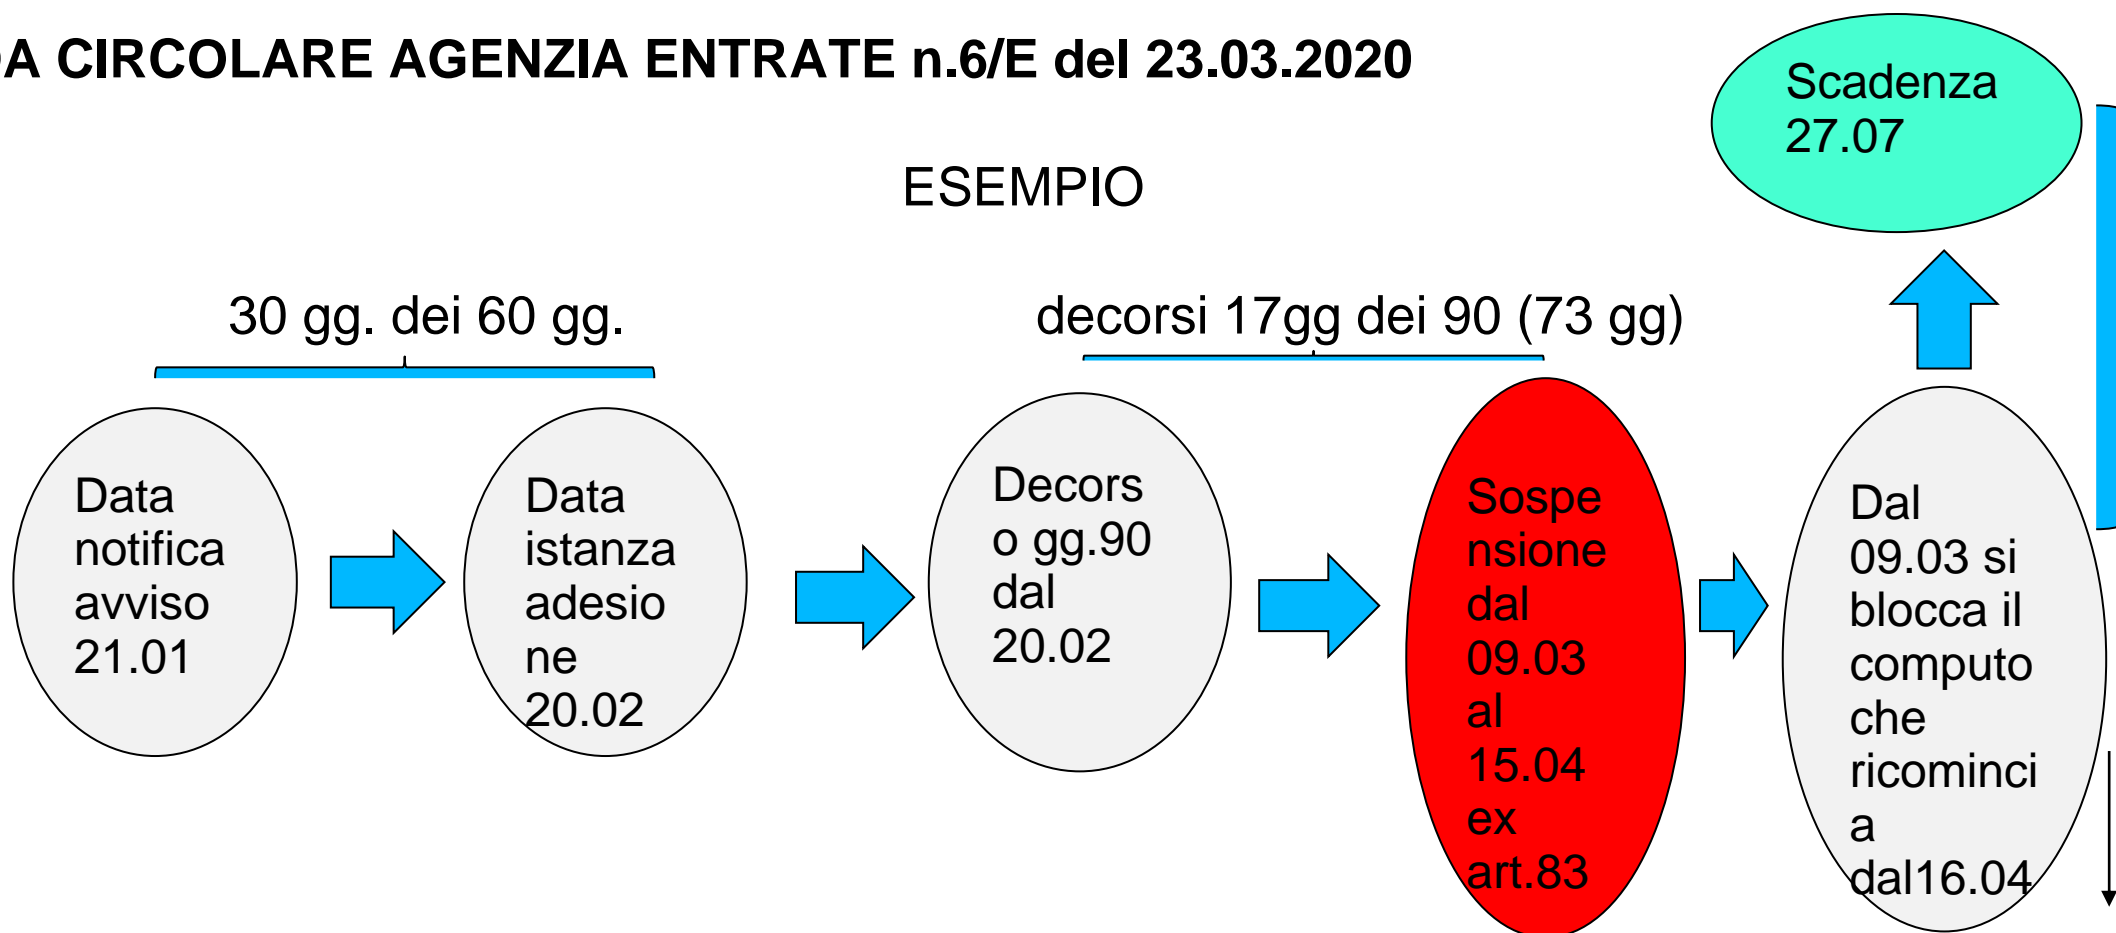 DA CIRCOLARE AGENZIA ENTRATE n.6/E del 23.03.2020
Scadenza
27.07
ESEMPIO
30 gg. dei 60 gg.
decorsi 17gg dei 90 (73 gg)
Data
notifica
avviso
21.01
Data
istanza
adesio
ne
20.02
Decors
o gg.90
dal
20.02
Sospe
nsione
dal
09.03
al
15.04
ex
art.83
Dal
09.03 si
blocca il
computo
che
ricominci
a
dal16.04